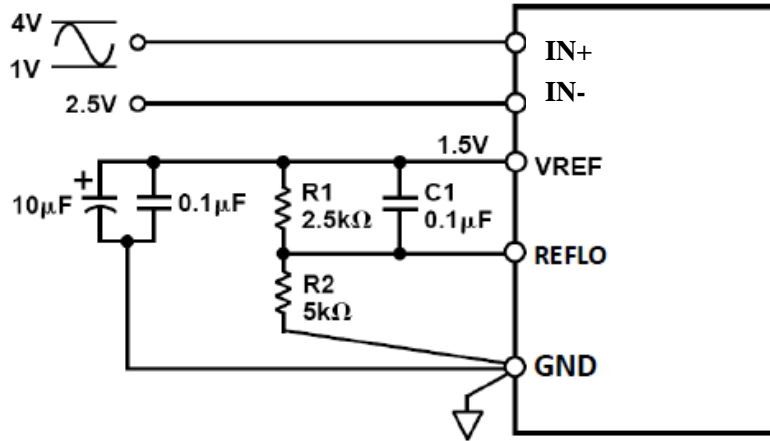 4V
1V
IN+
2.5V
IN-
1.5V
VREF
+
10μF
0.1μF
R1
2.5kΩ
C1
0.1μF
REFLO
R2
5kΩ
GND